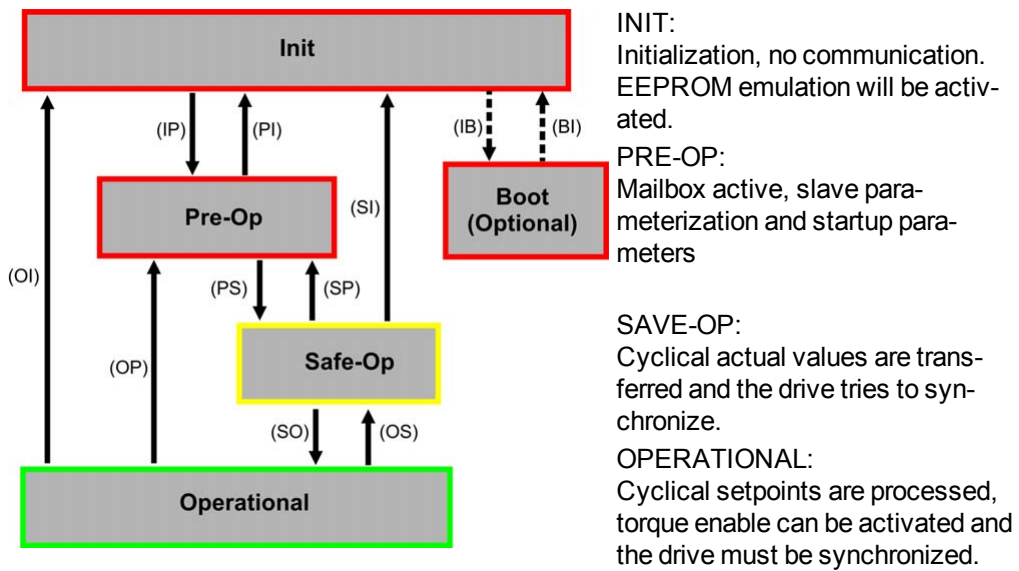 Init
(IP)
(PI)
(SI)
(IB)
(BI)
Pre-Op
Boot
(Optional)
(OI)
(PS)
(SP)
(OP)
Safe-Op
(SO)
(OS)
Operational
INIT:
Initialization, no communication.
EEPROM emulation will be activ-
ated.
PRE-OP:
Mailbox active, slave para-
meterization and startup para-
meters
SAVE-OP:
Cyclical actual values are trans-
ferred and the drive tries to syn-
chronize.
OPERATIONAL:
Cyclical setpoints are processed,
torque enable can be activated and
the drive must be synchronized.